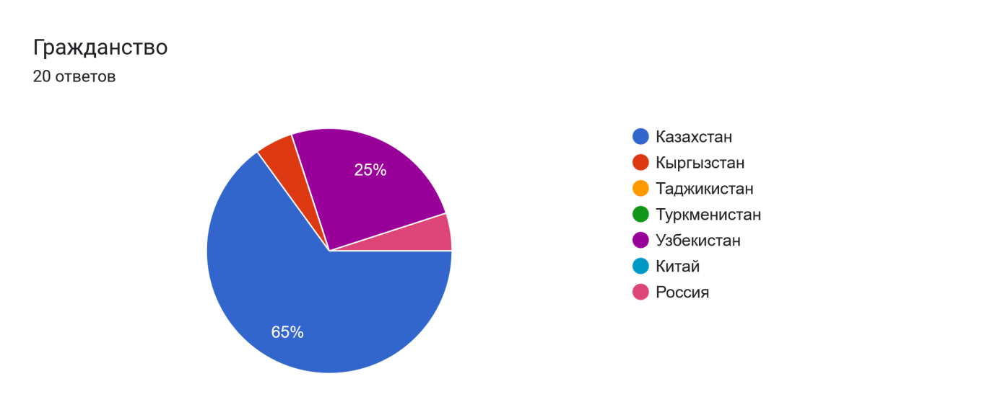 Гражданство
20 ответов
25%
65%
Казахстан
Кыргызстан
Таджикистан
Туркменистан
Узбекистан
Китай
Россия